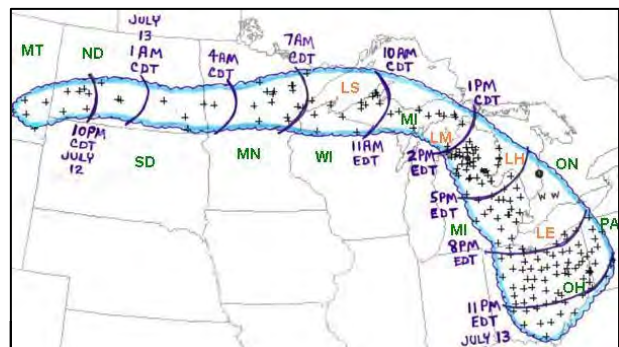 JULY
13
1AM
CDT
MT
ND
4AM
CDT
7AM
CDT
10AM
CDT
LS
1PM
CDT
MI
10PM
CDT
JULY
12
SD
MN
WI
11AM
EDT
LM
2PM
EDT
LH
ON
W W
5PM
EDT
MI
LE
PA
8PM
EDT
OH
11PM
EDT
JULY 13